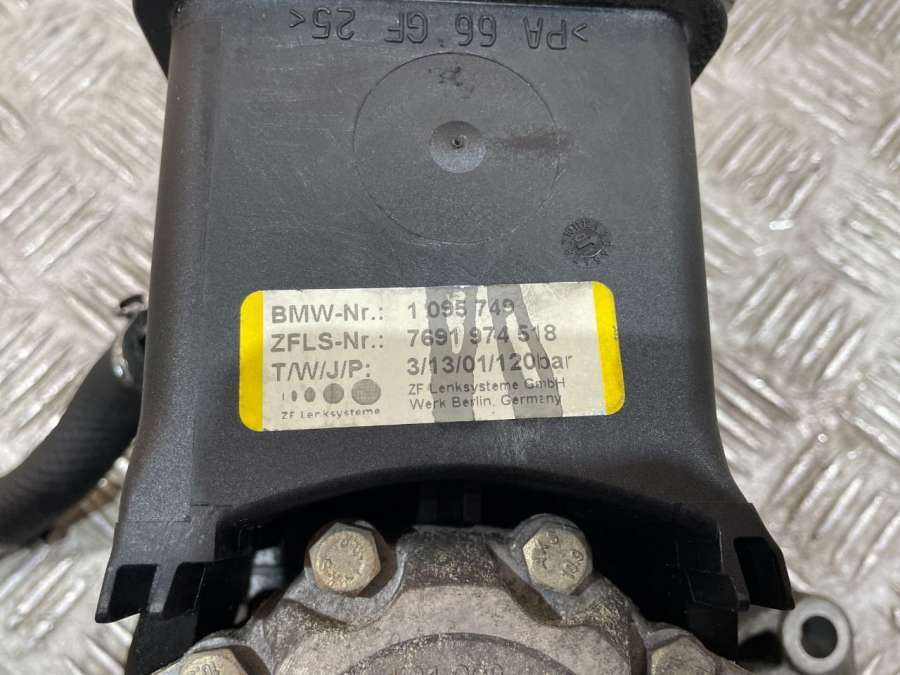 >PA 66 GF 25<
BMW-Nr.: 1 095 749
ZFLS-Nr.: 7691 974 518
T/W/J/P: 3/13/01/120bar
ZF Lenksysteme GmbH
Werk Berlin, Germany
ZF Lenksysteme